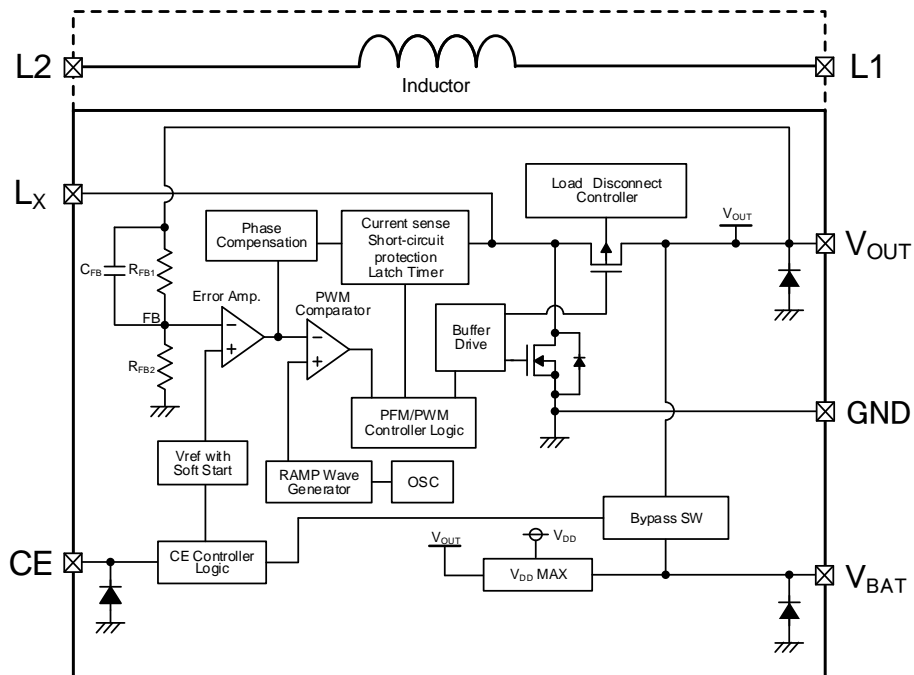 L2
L1
Inductor
LX
Load Disconnect
Controller
VOUT
VOUT
Phase
Compensation
Current sense
Short-circuit
protection
Latch Timer
CFB
RFB1
Error Amp.
PWM
Comparator
FB
Buffer
Drive
RFB2
PFM/PWM
Controller Logic
GND
Vref with
Soft Start
RAMP Wave
Generator
OSC
Bypass SW
CE
CE Controller
Logic
VOUT
VDD
VDD MAX
VBAT